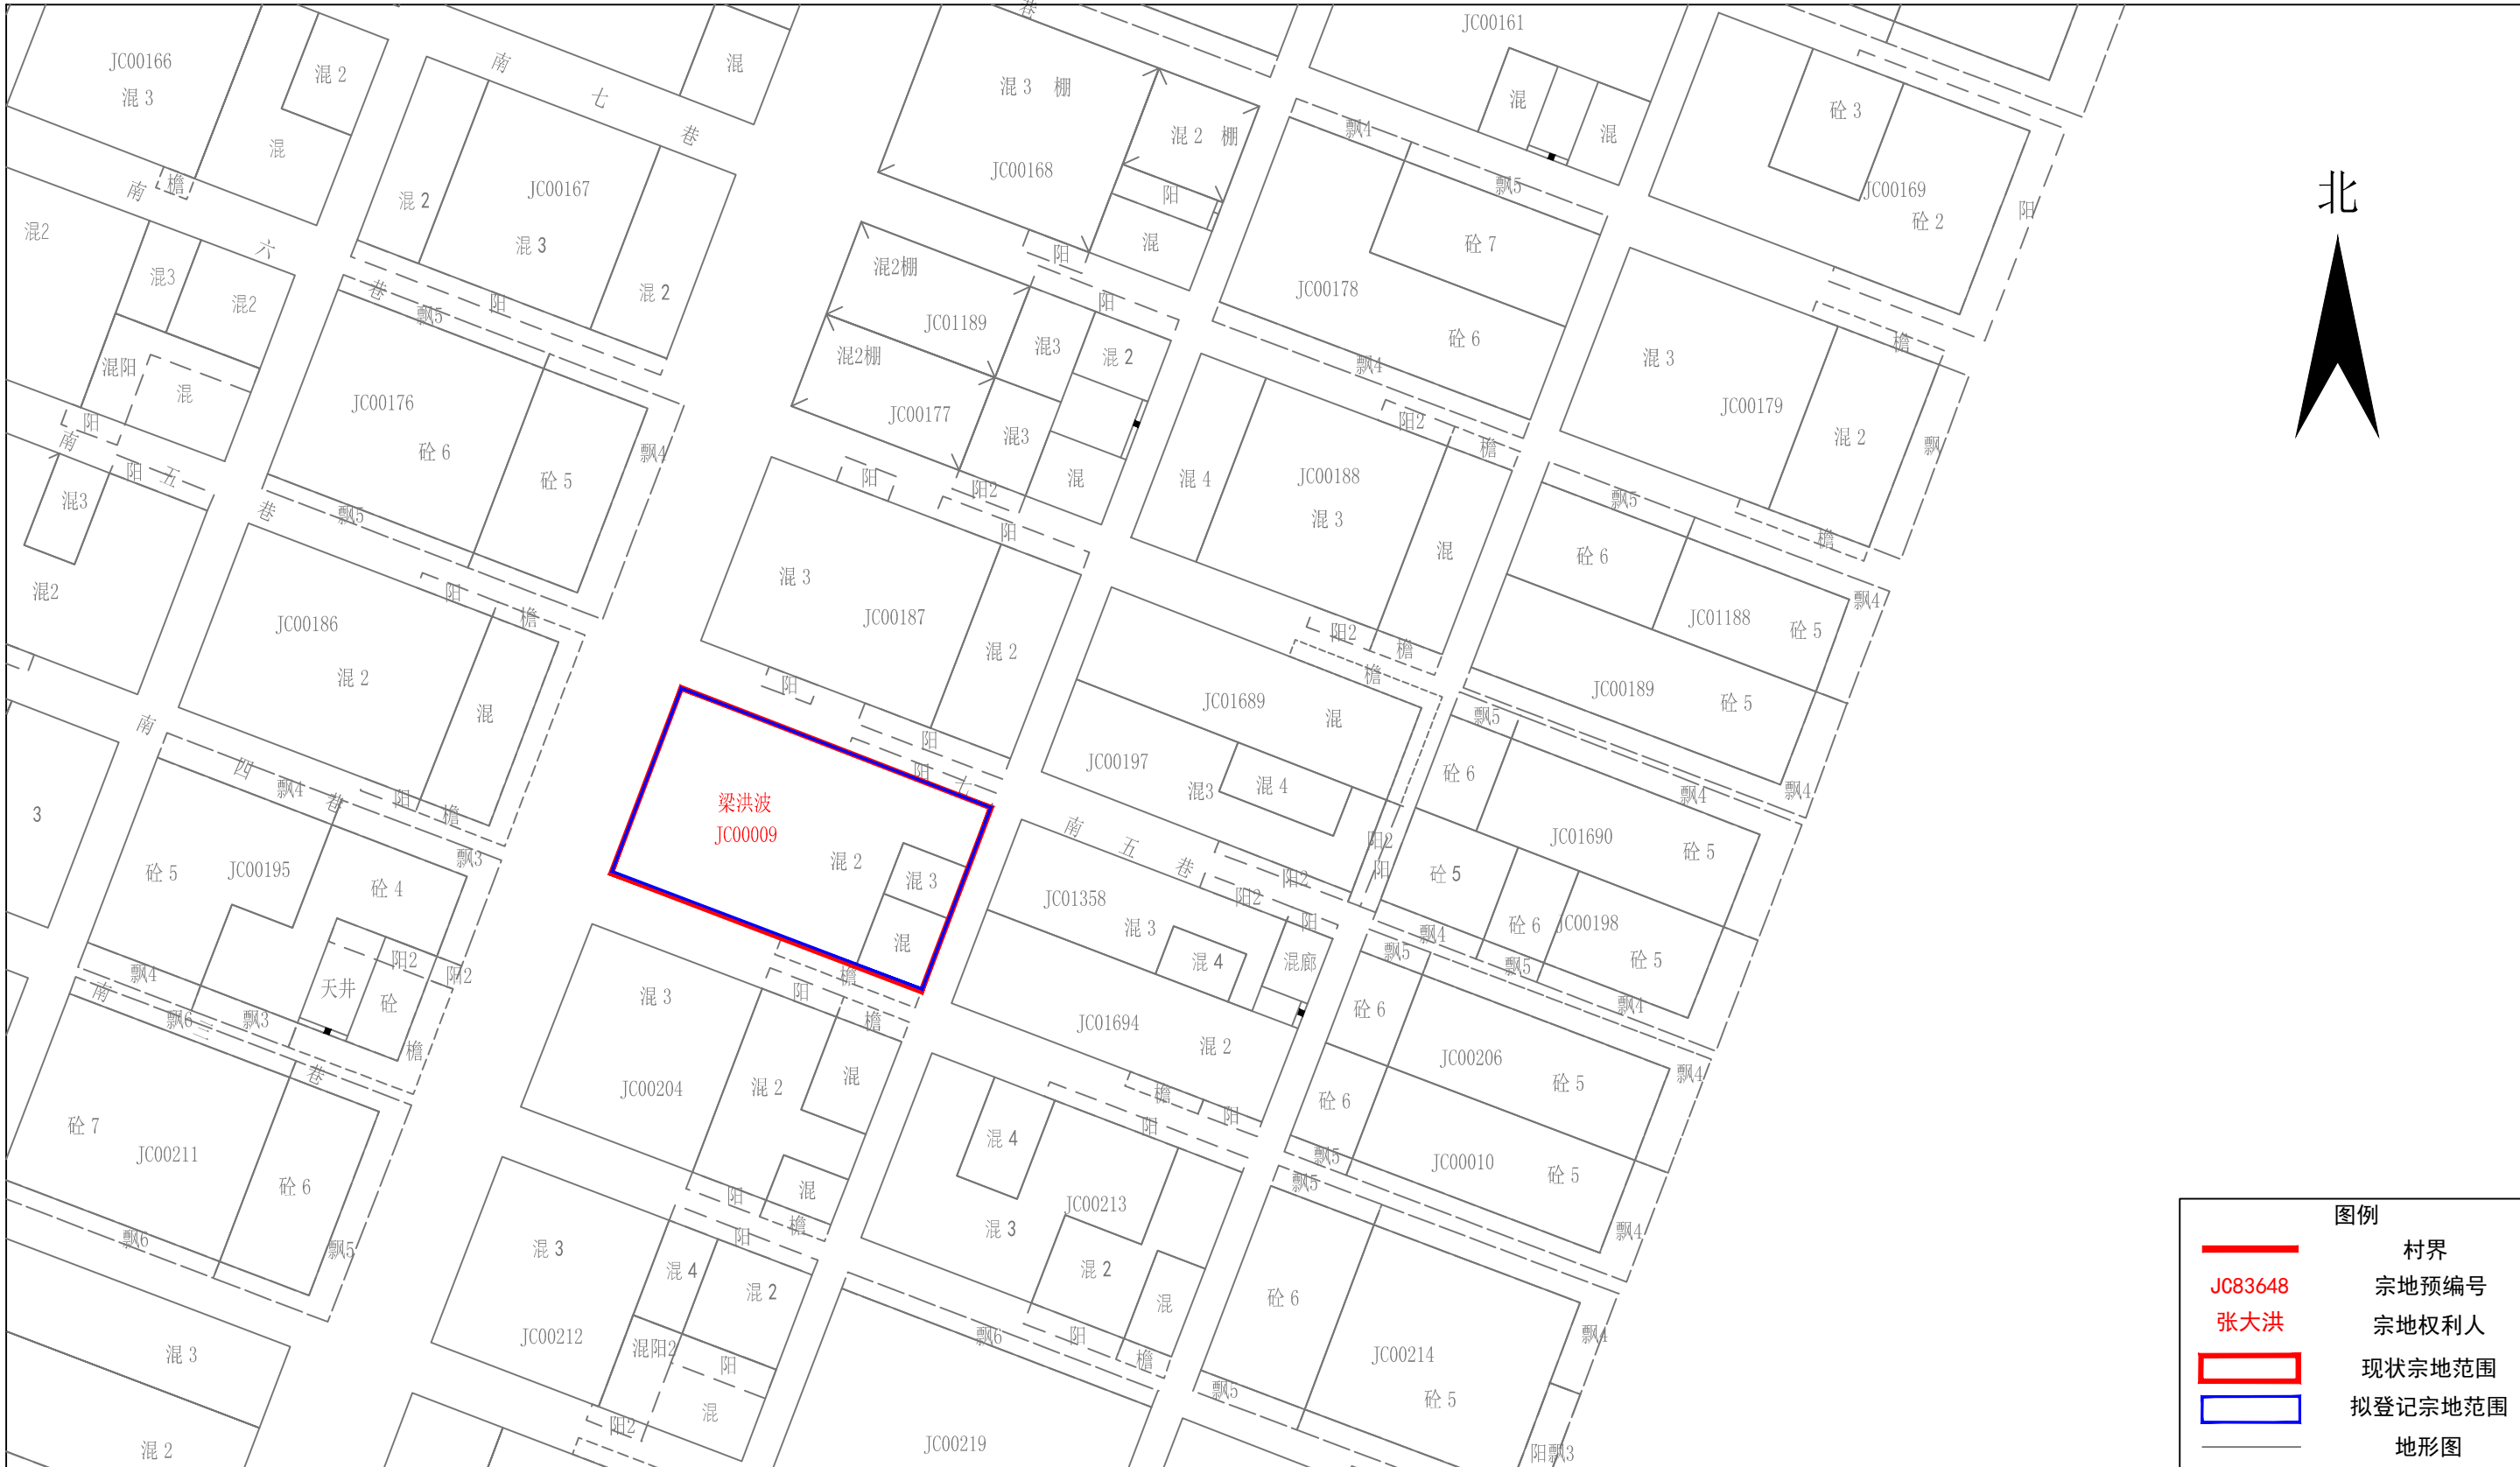 JC00166
混 3
混 2
混
檐
南
七
巷
混
JC00167
混 2
混 3
混 2
阳
飘5
南
六
巷
混2
混3
混2
混阳
混
阳
南
五
巷
阳
混3
混2
JC00176
砼 6
砼 5
飘4
飘5
JC00186
混 2
混
阳
檐
阳
檐
南
四
巷
飘4
飘3
3
砼 5
JC00195
砼 4
天井
阳2
阳2
砼
飘4
飘6
飘3
檐
南
三
巷
砼 7
JC00211
砼 6
飘6
飘5
混 3
混 2
巷
混 3 棚
混 2 棚
JC00168
阳
混
阳
阳
混2棚
JC01189
混3
混 2
混2棚
JC00177
混3
混
阳
阳2
阳
混 3
JC00187
混 2
阳
阳
阳
七
梁洪波
JC00009
混 2
混 3
混
檐
阳
檐
混 3
JC00204
混 2
混
混
阳
檐
阳
混 3
混 4
混 2
JC00212
混阳2
阳
混
阳2
JC00161
混
混
飘4
飘5
JC00178
砼 7
砼 6
飘4
阳2
檐
混 4
JC00188
混 3
混
阳2
檐
檐
JC01689
混
JC00197
混3
混 4
阳2
阳
南
五
巷
阳2
阳2
阳
JC01358
混 3
混 4
混廊
JC01694
混 2
檐
阳
阳
混 4
JC00213
混 3
混 2
混
阳
檐
飘6
JC00219
砼 3
JC00169
砼 2
阳
檐
混 3
JC00179
混 2
飘
檐
飘5
砼 6
JC01188
砼 5
飘4
JC00189
砼 5
飘4
飘5
飘4
砼 6
JC01690
砼 5
砼 5
砼 6
JC00198
砼 5
飘4
飘5
飘5
飘4
砼 6
JC00206
砼 5
飘4
砼 6
JC00010
砼 5
飘5
飘5
飘4
砼 6
JC00214
砼 5
飘4
飘5
阳飘3
北
图例
村界
JC83648 宗地预编号
张大洪 宗地权利人
现状宗地范围
拟登记宗地范围
地形图